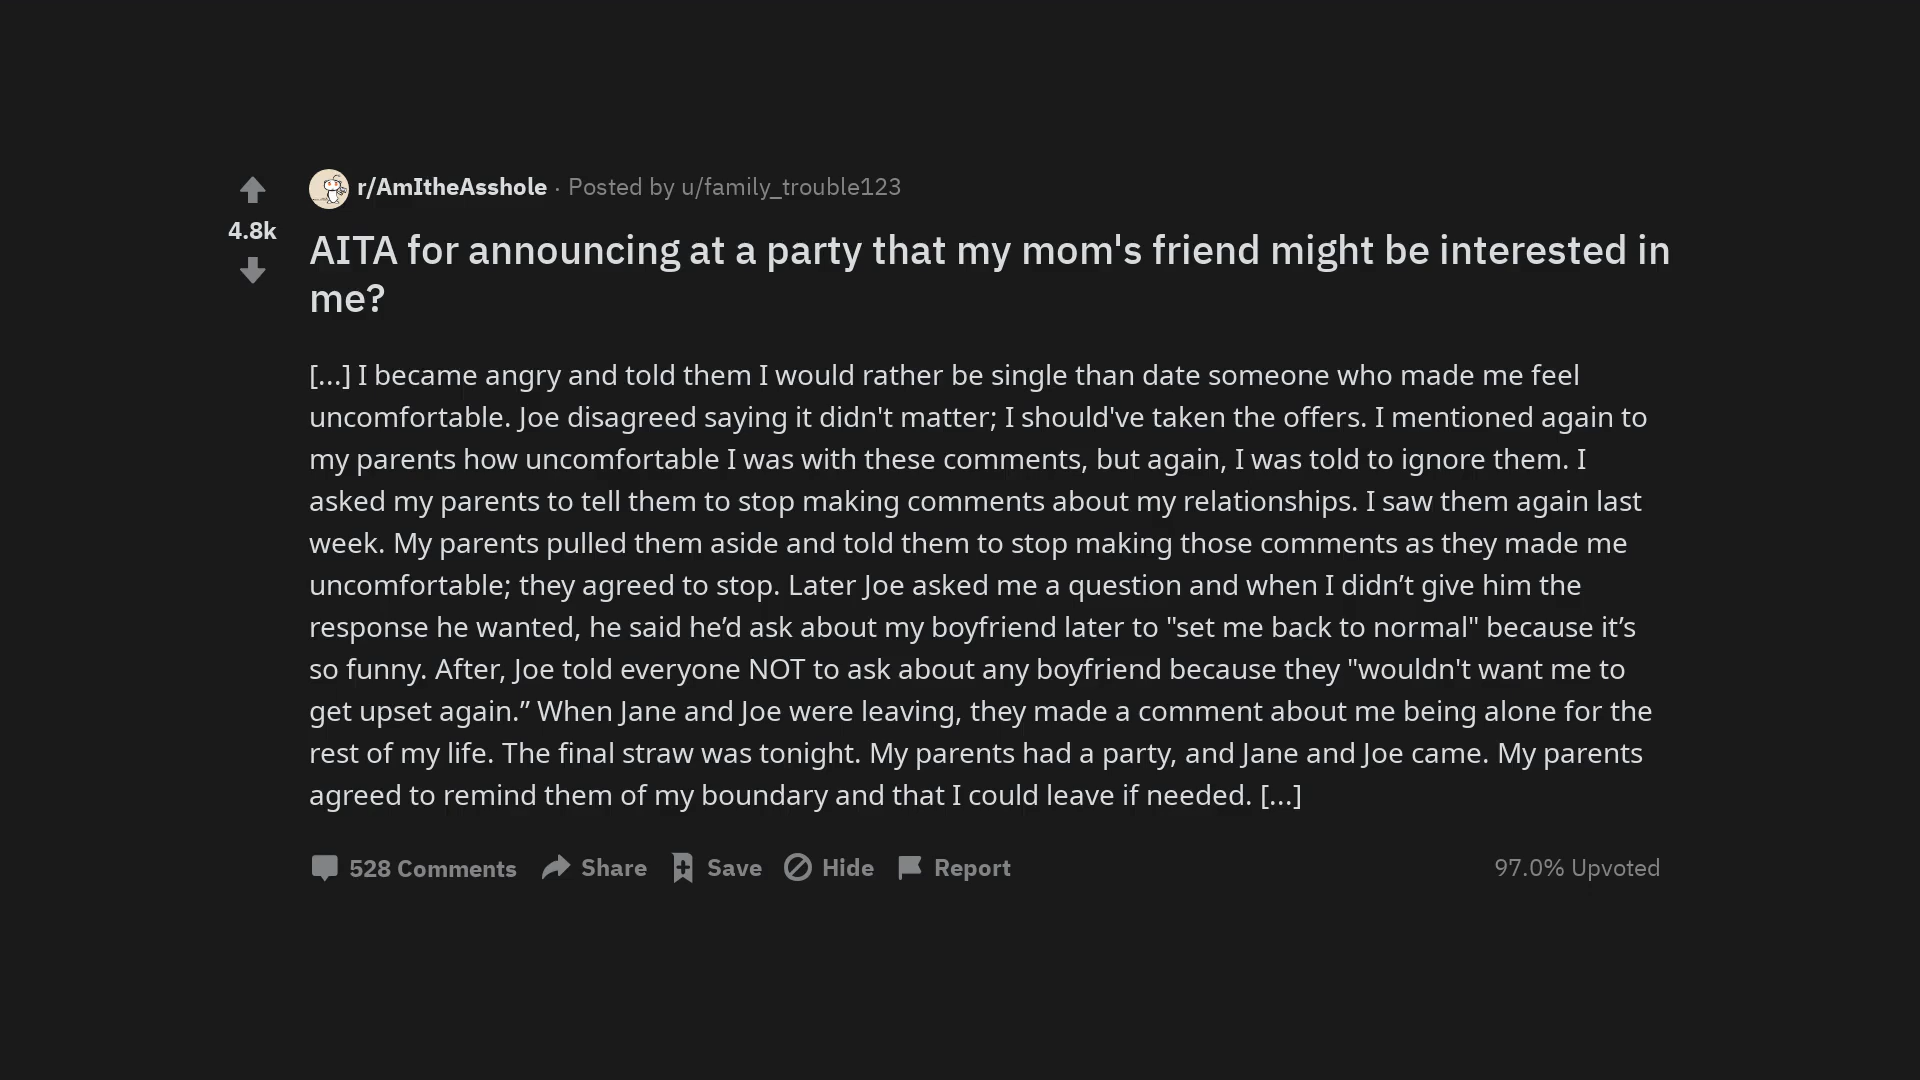 r/AmItheAsshole · Posted by u/family_trouble123
4.8k
AITA for announcing at a party that my mom's friend might be interested in
me?
[...] I became angry and told them I would rather be single than date someone who made me feel
uncomfortable. Joe disagreed saying it didn't matter; I should've taken the offers. I mentioned again to
my parents how uncomfortable I was with these comments, but again, I was told to ignore them. I
asked my parents to tell them to stop making comments about my relationships. I saw them again last
week. My parents pulled them aside and told them to stop making those comments as they made me
uncomfortable; they agreed to stop. Later Joe asked me a question and when I didn’t give him the
response he wanted, he said he’d ask about my boyfriend later to "set me back to normal" because it’s
so funny. After, Joe told everyone NOT to ask about any boyfriend because they "wouldn't want me to
get upset again.” When Jane and Joe were leaving, they made a comment about me being alone for the
rest of my life. The final straw was tonight. My parents had a party, and Jane and Joe came. My parents
agreed to remind them of my boundary and that I could leave if needed. [...]
528 Comments Share Save Hide Report 97.0% Upvoted